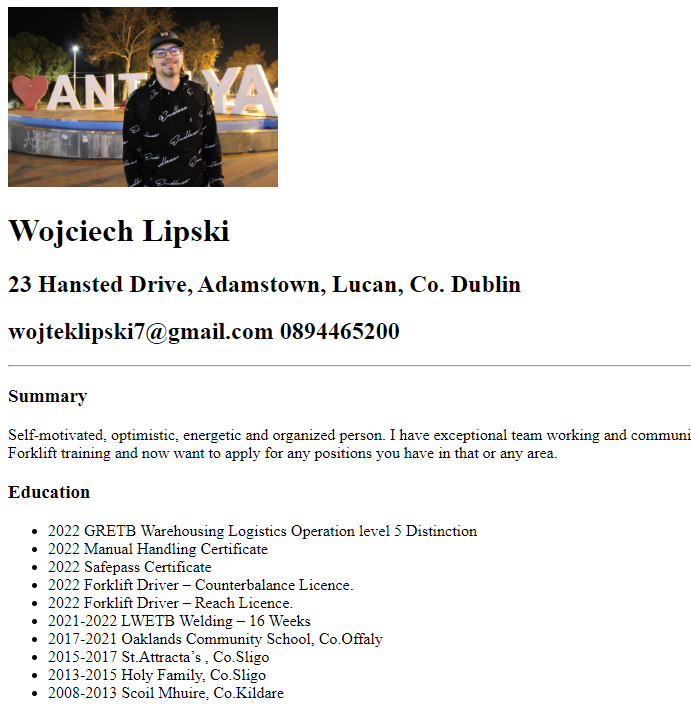 ANTALYA
Endless
Wojciech Lipski
23 Hansted Drive, Adamstown, Lucan, Co. Dublin
wojteklipski7@gmail.com 0894465200
Summary
Self-motivated, optimistic, energetic and organized person. I have exceptional team working and communi
Forklift training and now want to apply for any positions you have in that or any area.
Education
• 2022 GRETB Warehousing Logistics Operation level 5 Distinction
• 2022 Manual Handling Certificate
• 2022 Safepass Certificate
• 2022 Forklift Driver – Counterbalance Licence.
• 2022 Forklift Driver – Reach Licence.
• 2021-2022 LWETB Welding – 16 Weeks
• 2017-2021 Oaklands Community School, Co.Offaly
• 2015-2017 St.Attracta’s , Co.Sligo
• 2013-2015 Holy Family, Co.Sligo
• 2008-2013 Scoil Mhuire, Co.Kildare